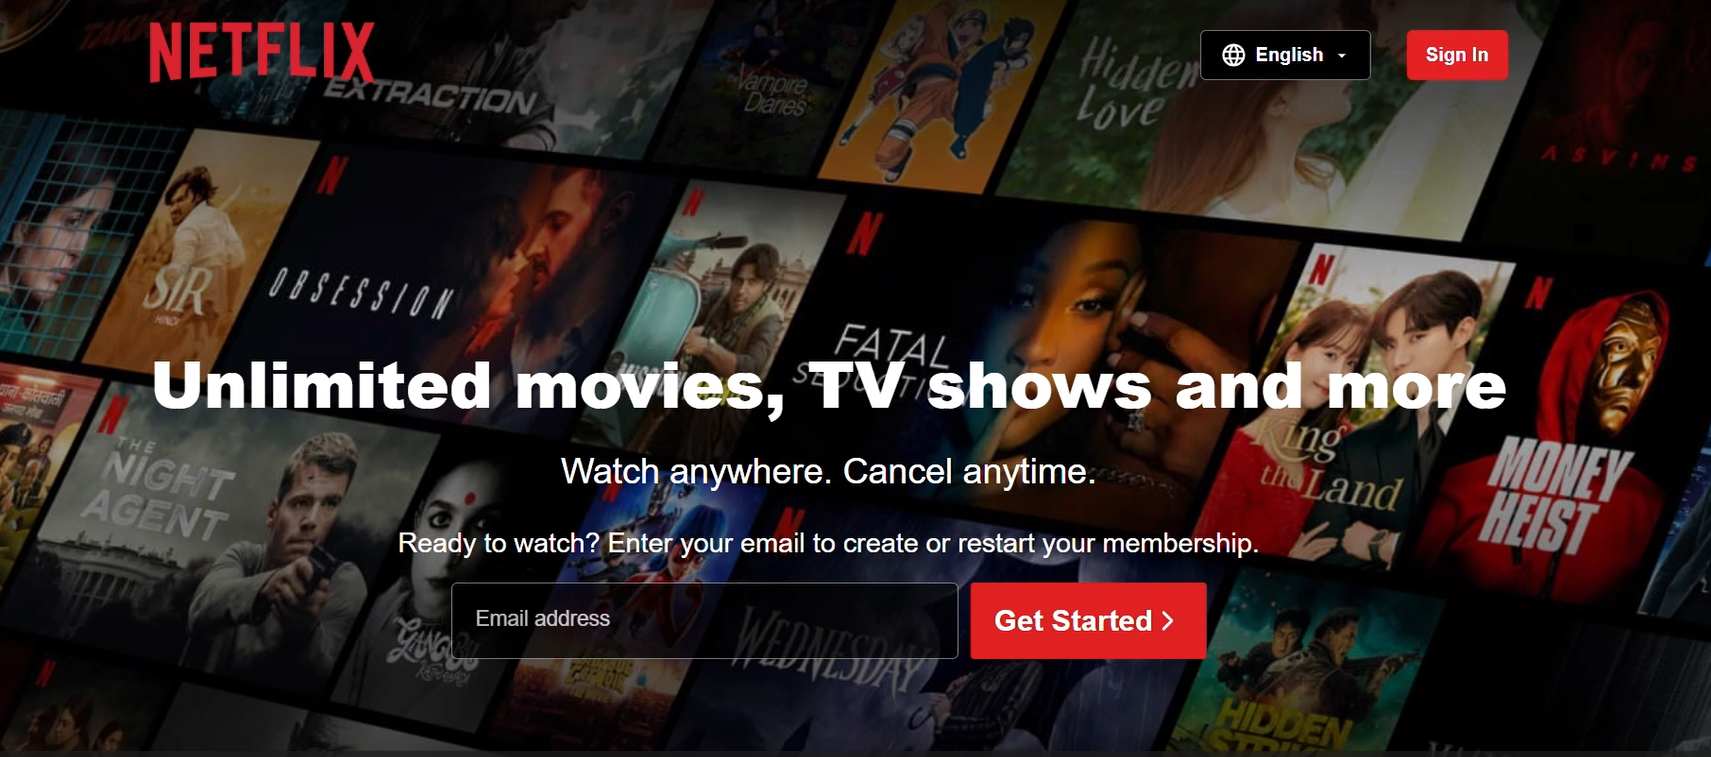 NETFLIX
English
Sign In
EXTRACTION
Vampire
Diaries
Hidden
Love
ASVINS
SIR
HINDI
OBSESSION
FATAL
Unlimited movies, TV shows and more
Watch anywhere. Cancel anytime.
King
the Land
MONEY
HEIST
THE
NIGHT
AGENT
Ready to watch? Enter your email to create or restart your membership.
Email address
Get Started
WEDNESDAY
HIDDEN